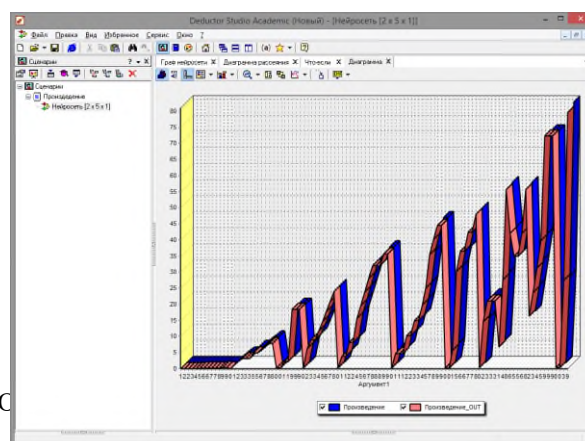 Deductor Studio Academic (Новый) - [Нейросеть [2 x 5 x 1]]
Файл Правка Вид Избранное Сервис Окно ?
Сценарии
Граф нейросети X Диаграмма рассеяния X Что-если X Диаграмма X
Сценарии
Произведение
Нейросеть [2 x 5 x 1]
80
75
70
65
60
55
50
45
40
35
30
25
20
15
10
5
0
Аргумент1
Произведение Произведение_OUT